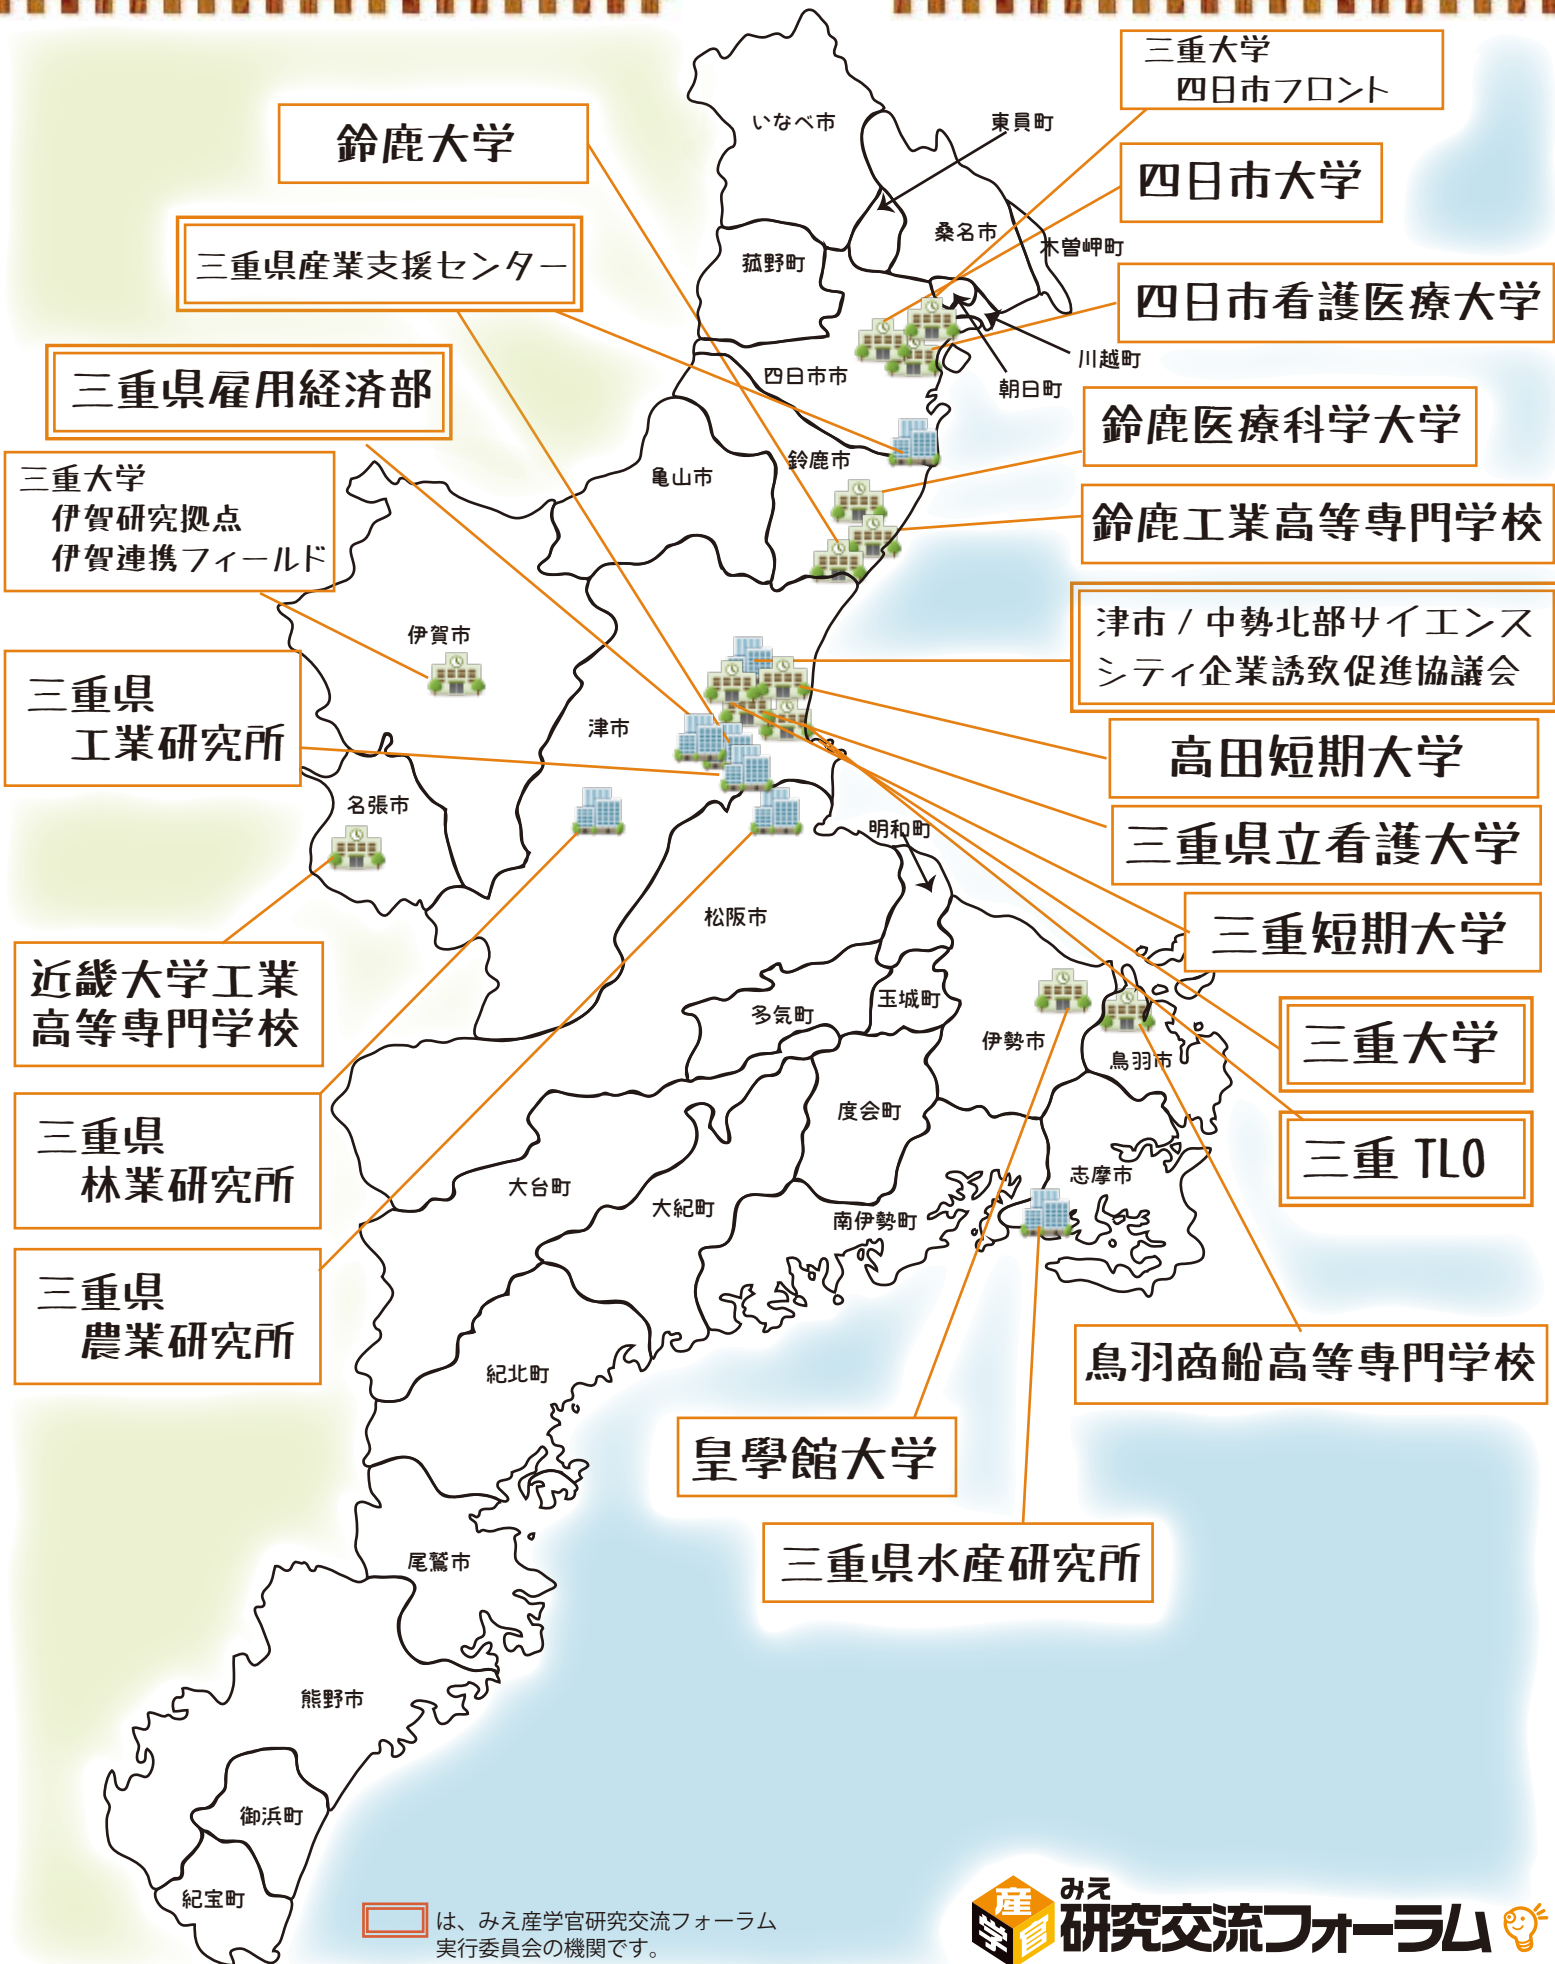 三重大学
四日市フロント
鈴鹿大学
いなべ市
東員町
四日市大学
三重県産業支援センター
菰野町
桑名市
木曽岬町
四日市看護医療大学
三重県雇用経済部
四日市市
川越町
朝日町
鈴鹿医療科学大学
三重大学
伊賀研究拠点
伊賀連携フィールド
亀山市
鈴鹿市
鈴鹿工業高等専門学校
伊賀市
津市 / 中勢北部サイエンス
シティ企業誘致促進協議会
三重県
工業研究所
津市
高田短期大学
名張市
明和町
三重県立看護大学
松阪市
三重短期大学
近畿大学工業
高等専門学校
多気町
玉城町
伊勢市
鳥羽市
三重大学
三重県
林業研究所
度会町
三重 TLO
大台町
大紀町
南伊勢町
志摩市
三重県
農業研究所
紀北町
鳥羽商船高等専門学校
皇學館大学
三重県水産研究所
尾鷲市
熊野市
御浜町
紀宝町
は、みえ産学官研究交流フォーラム
実行委員会の機関です。
産
学
官
みえ
研究交流フォーラム